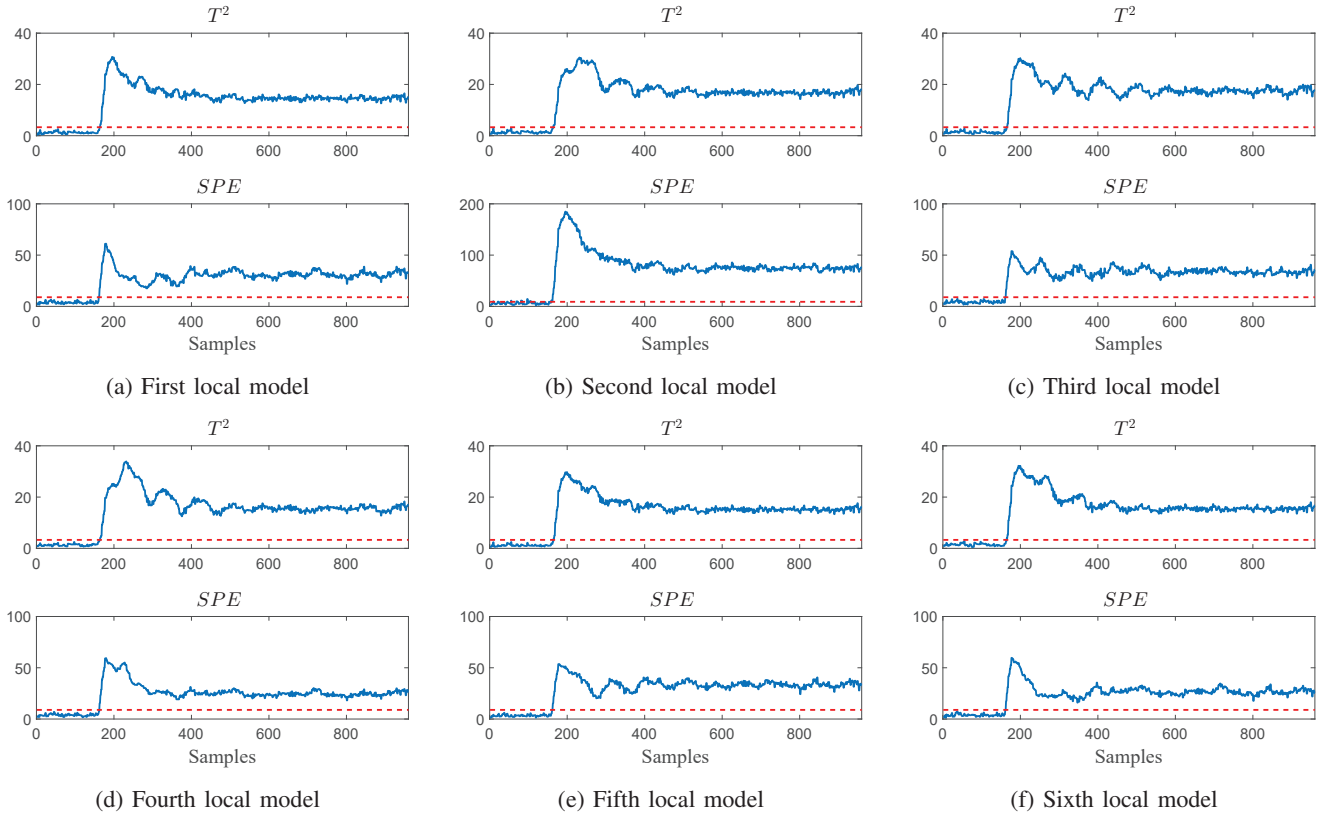 T²
T²
T²
40
20
0
0 200 400 600 800
40
20
0
0 200 400 600 800
40
20
0
0 200 400 600 800
SPE
SPE
SPE
100
50
0
0 200 400 600 800
200
100
0
0 200 400 600 800
100
50
0
0 200 400 600 800
Samples
Samples
Samples
(a) First local model
(b) Second local model
(c) Third local model
T²
T²
T²
40
20
0
0 200 400 600 800
40
20
0
0 200 400 600 800
40
20
0
0 200 400 600 800
SPE
SPE
SPE
100
50
0
0 200 400 600 800
100
50
0
0 200 400 600 800
100
50
0
0 200 400 600 800
Samples
Samples
Samples
(d) Fourth local model
(e) Fifth local model
(f) Sixth local model